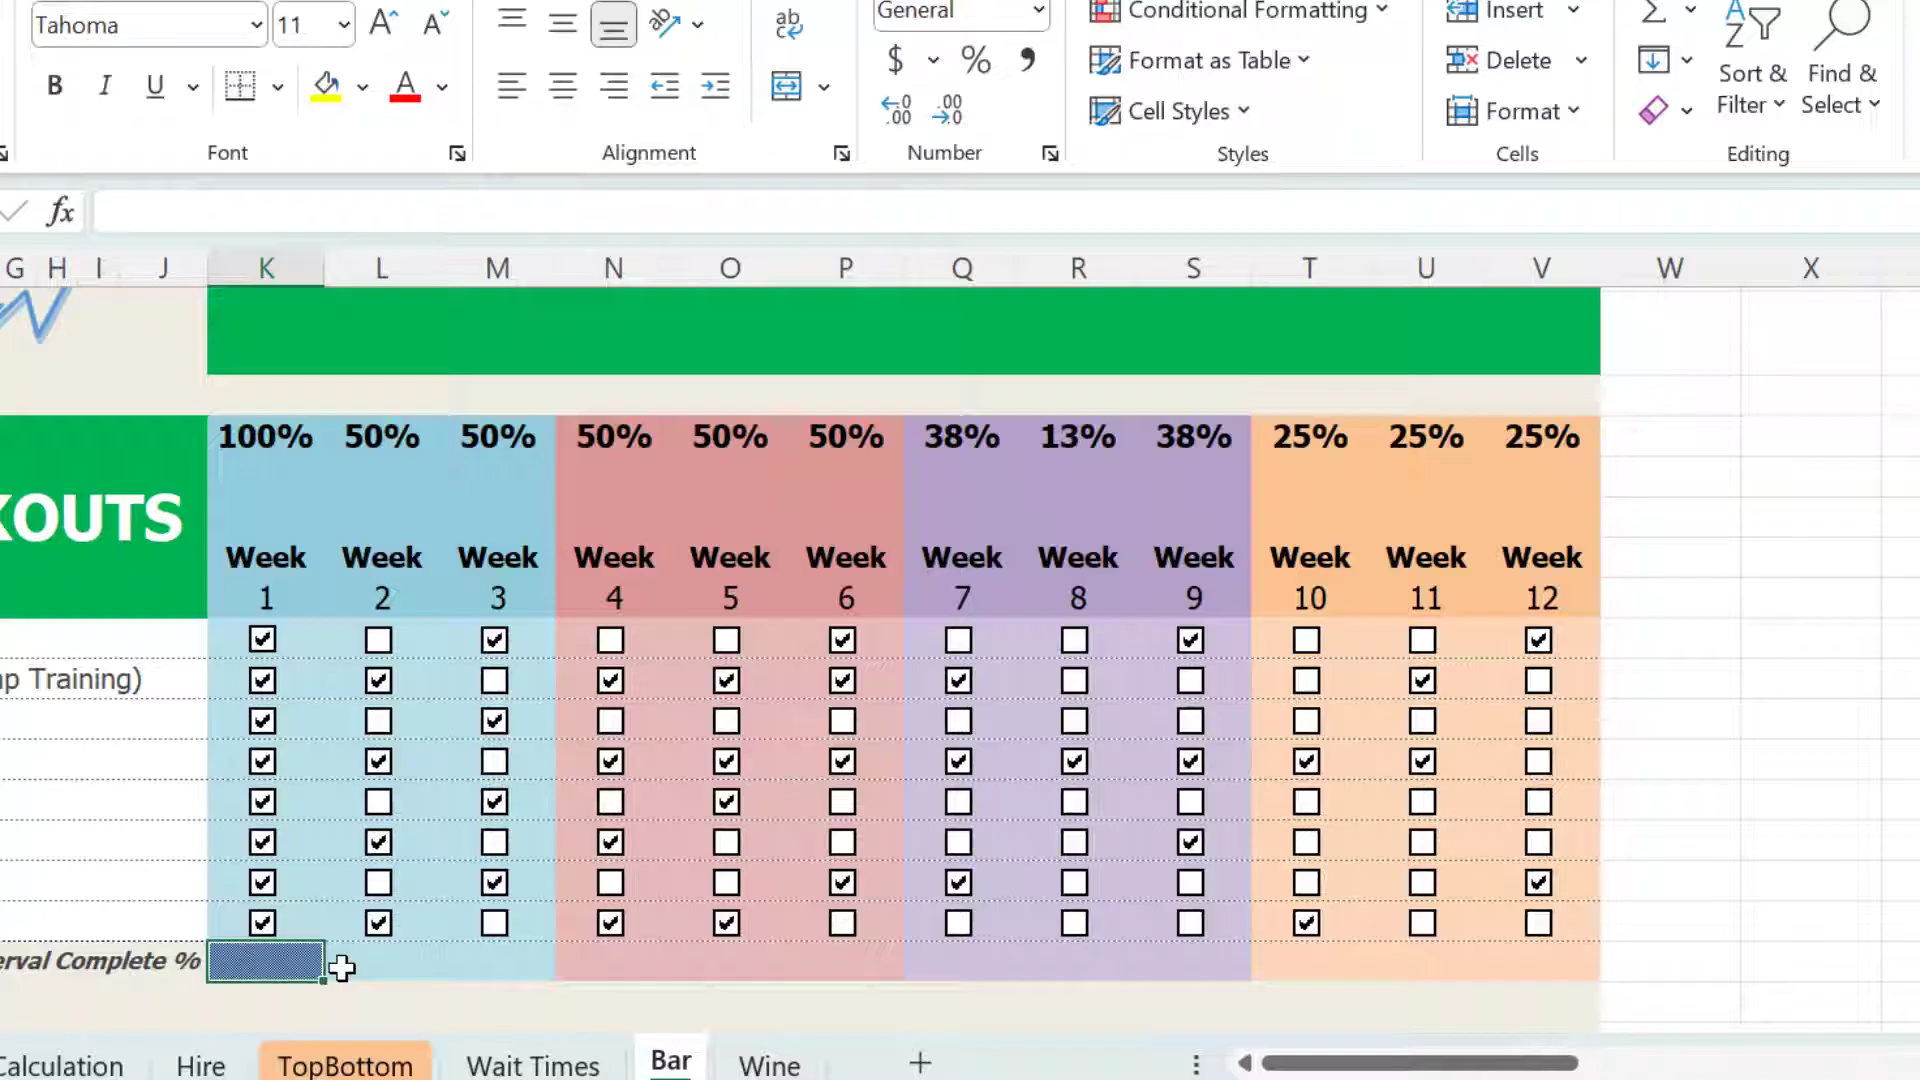 Tahoma 11 General Conditional Formatting Insert
ab
c
$ % Format as Table Delete Sort & Find &
B I U A Filter Select
Cell Styles Format
Font Alignment Number Styles Cells Editing
fx
G H I J K L M N O P Q R S T U V W X
100% 50% 50% 50% 50% 50% 38% 13% 38% 25% 25% 25%
KOUTS
Week Week Week Week Week Week Week Week Week Week Week Week
1 2 3 4 5 6 7 8 9 10 11 12
p Training)
erval Complete %
Calculation Hire TopBottom Wait Times Bar Wine